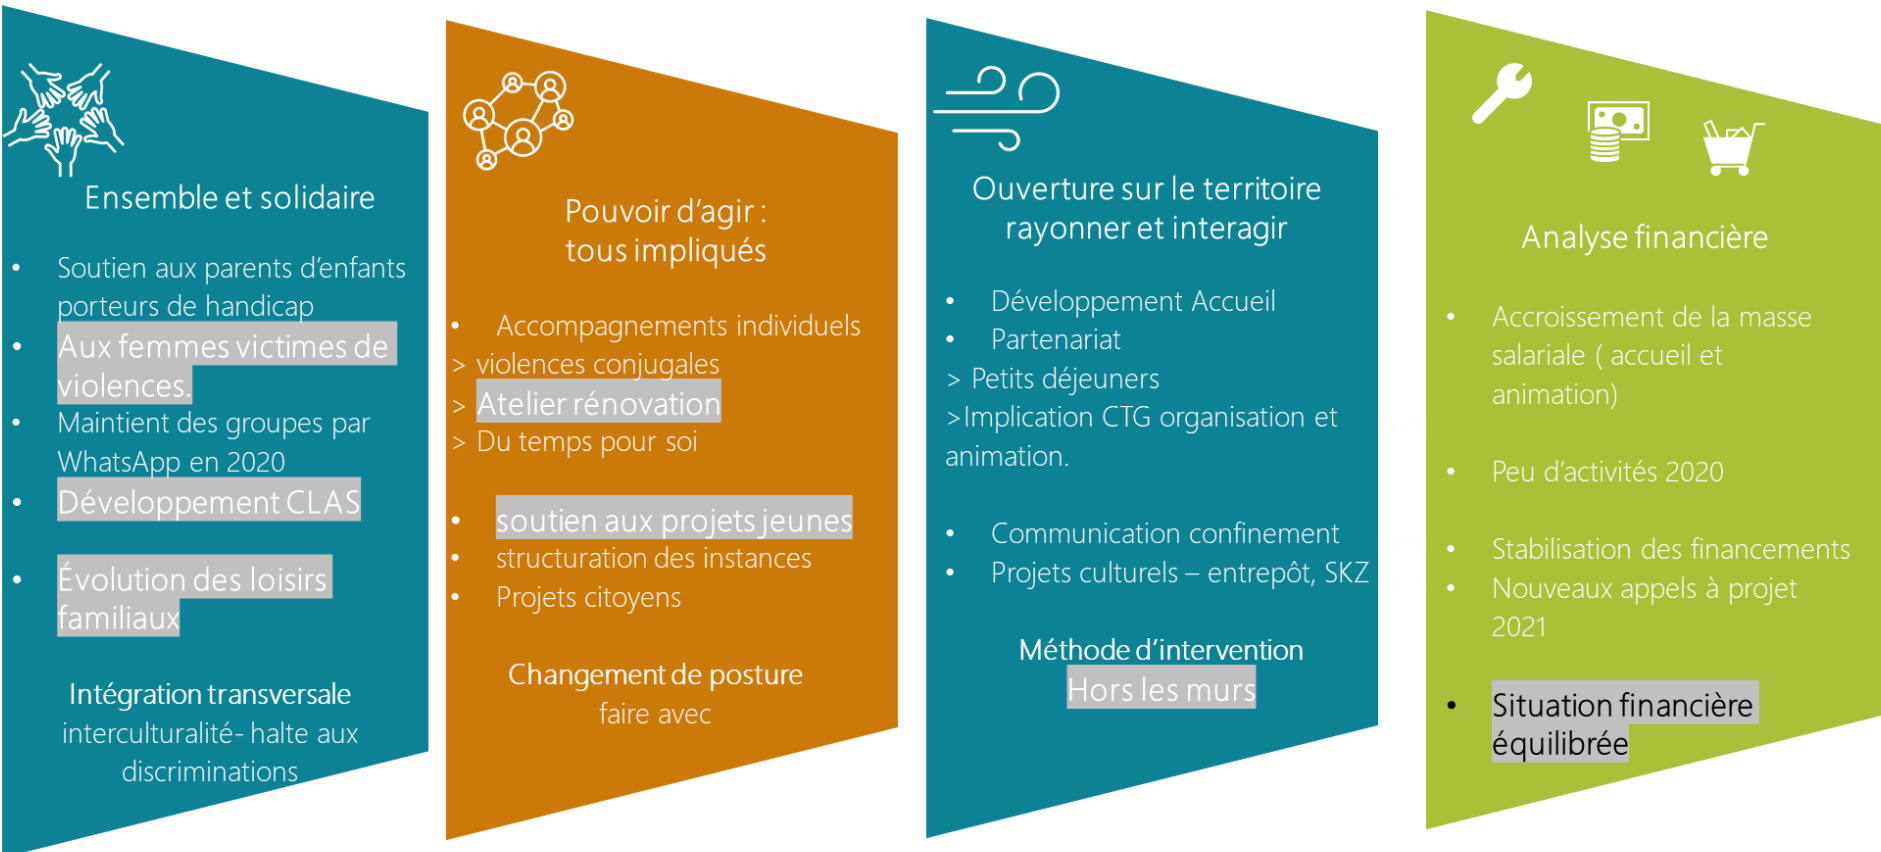 Ensemble et solidaire
• Soutien aux parents d'enfants
porteurs de handicap
• Aux femmes victimes de
violences.
• Maintient des groupes par
WhatsApp en 2020
• Développement CLAS
• Évolution des loisirs
familiaux
Intégration transversale
interculturalité- halte aux
discriminations
Pouvoir d'agir :
tous impliqués
• Accompagnements individuels
> violences conjugales
> Atelier rénovation
> Du temps pour soi
• soutien aux projets jeunes
• structuration des instances
• Projets citoyens
Changement de posture
faire avec
Ouverture sur le territoire
rayonner et interagir
• Développement Accueil
• Partenariat
> Petits déjeuners
>Implication CTG organisation et
animation.
• Communication confinement
• Projets culturels – entrepôt, SKZ
Méthode d'intervention
Hors les murs
Analyse financière
• Accroissement de la masse
salariale ( accueil et
animation)
• Peu d'activités 2020
• Stabilisation des financements
• Nouveaux appels à projet
2021
• Situation financière
équilibrée